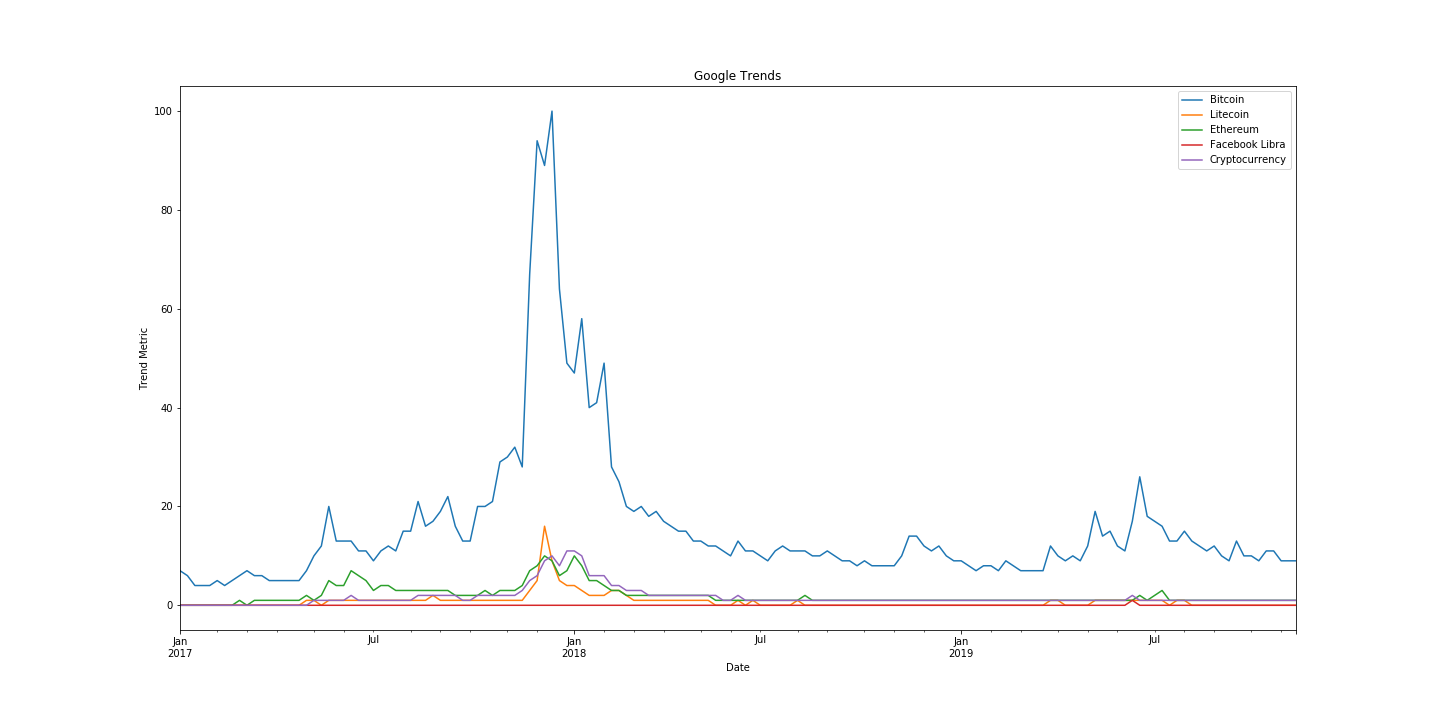 Google Trends
Bitcoin
Litecoin
Ethereum
Facebook Libra
Cryptocurrency
Trend Metric
100
80
60
40
20
0
Jan
2017
Jul
Jan
2018
Jul
Jan
2019
Jul
Date